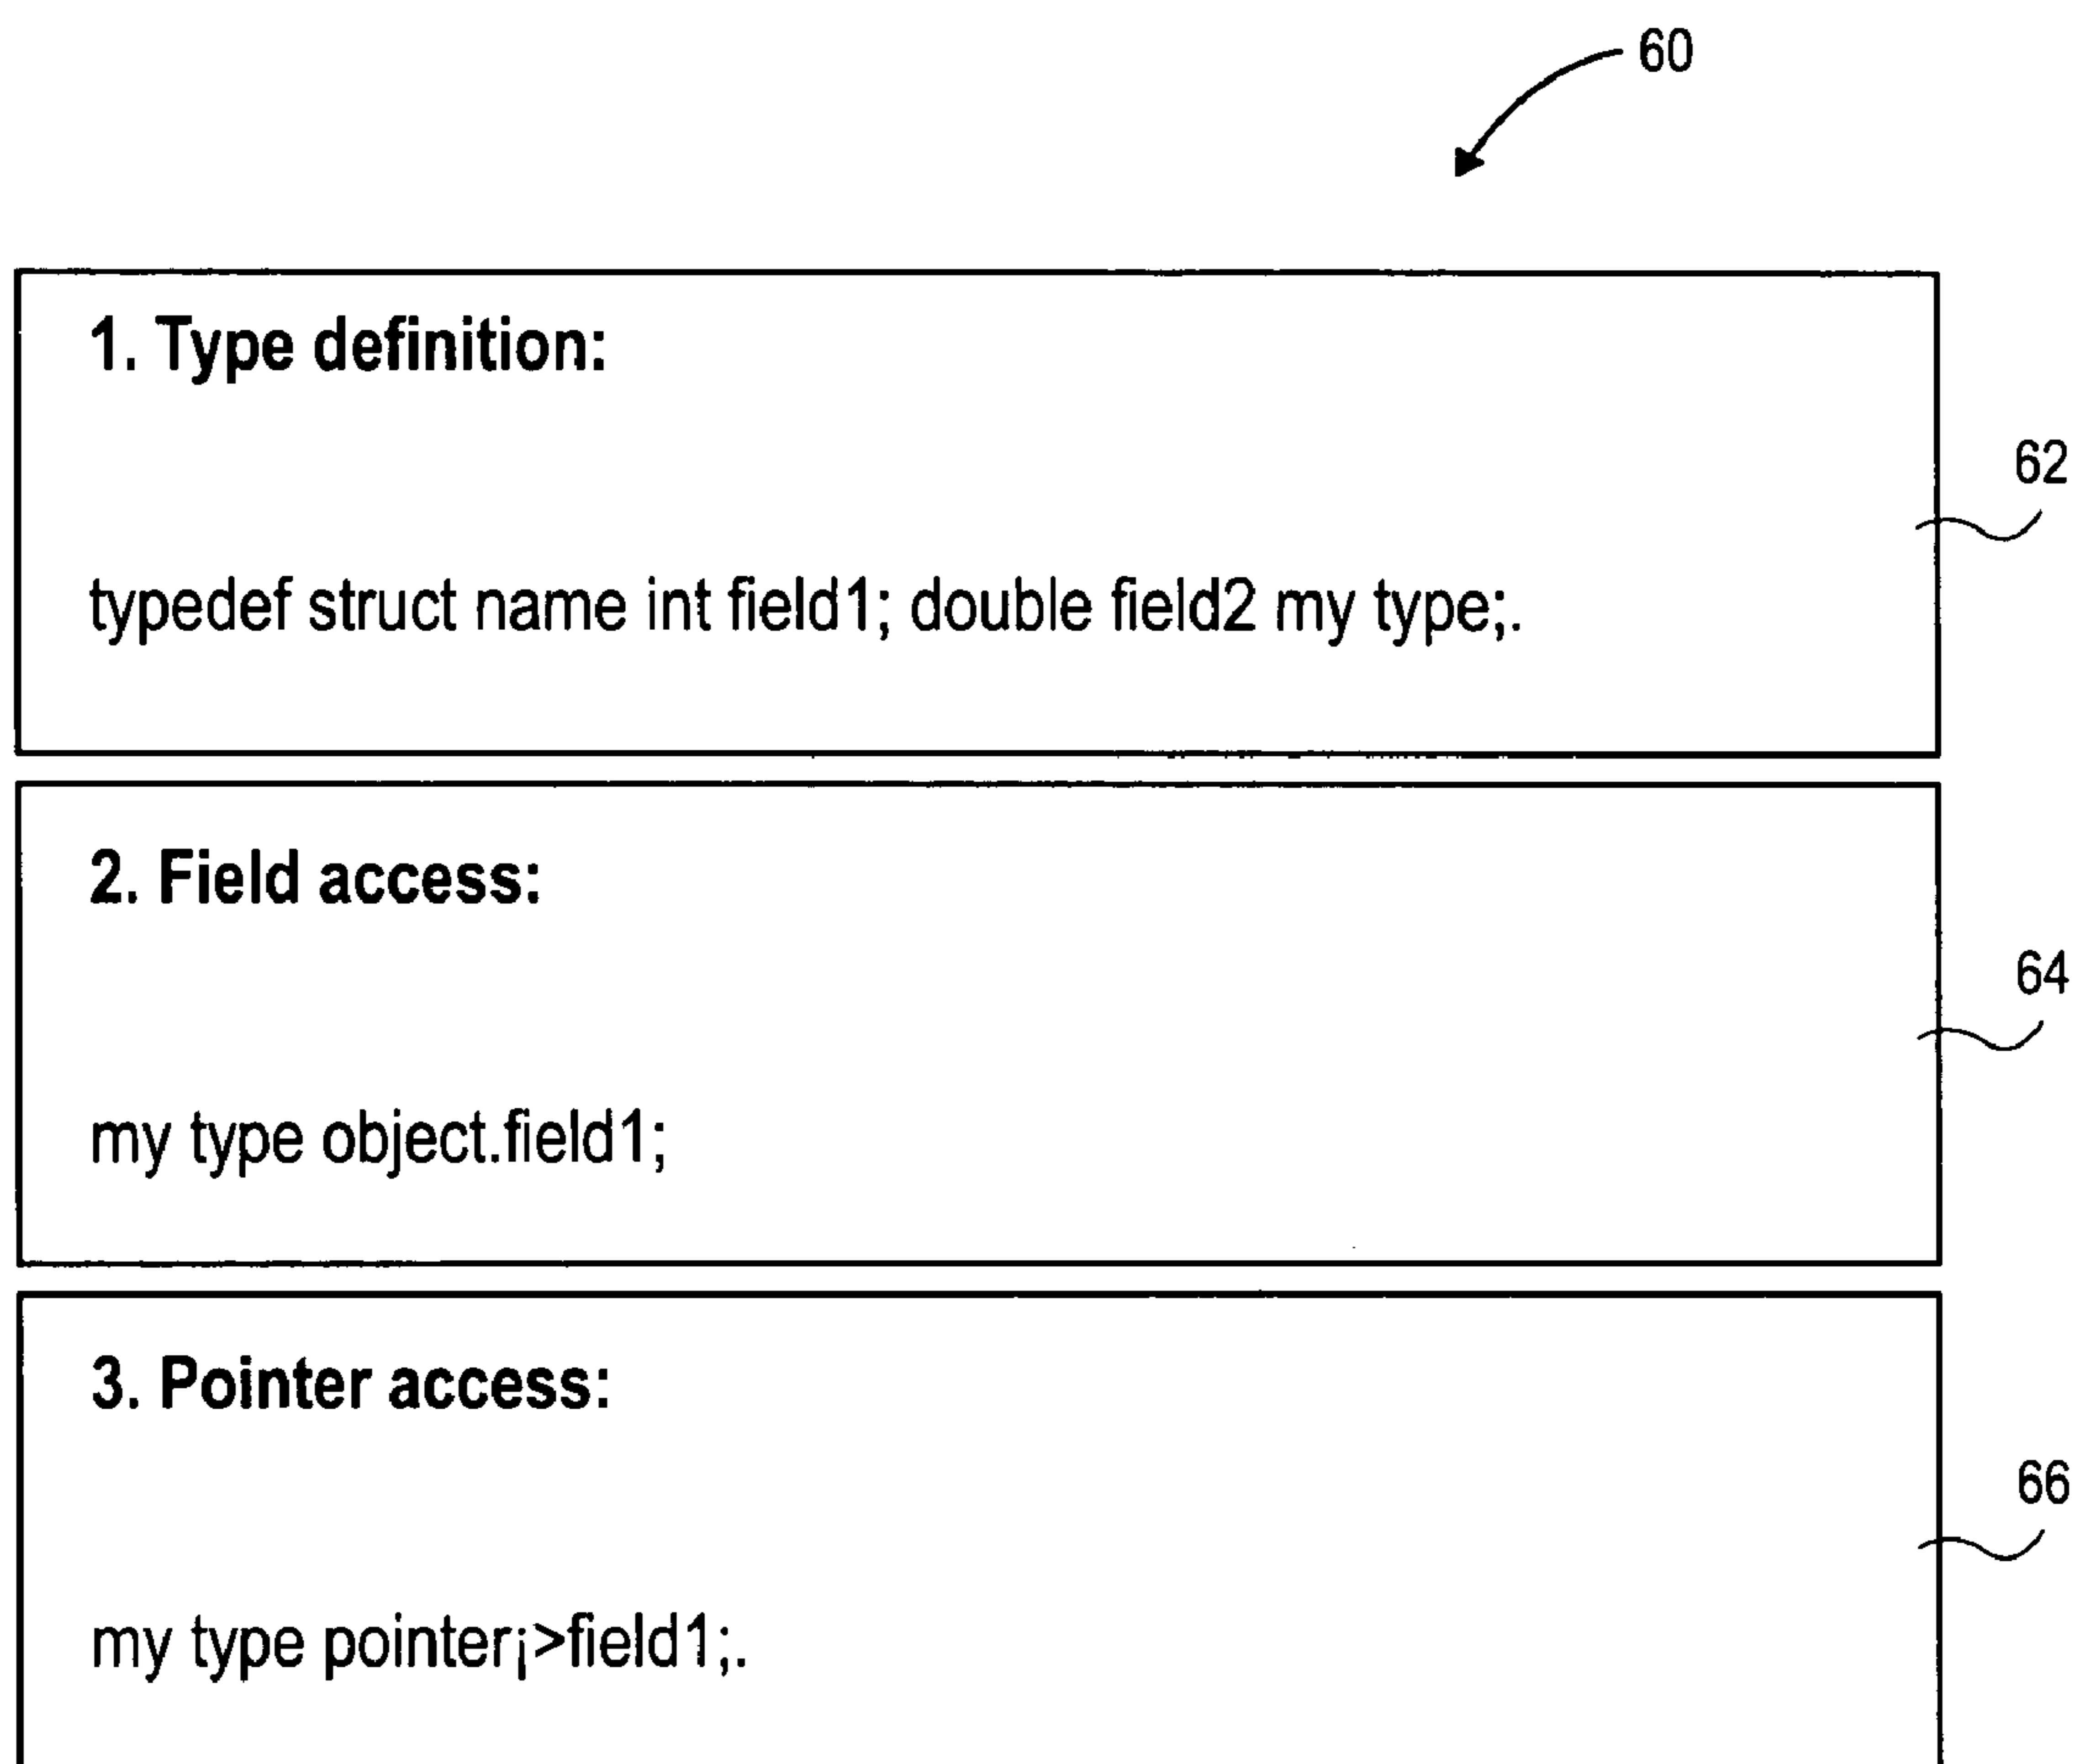 60
1. Type definition:
62
typedef struct name int field1; double field2 my type;.
2. Field access:
64
my type object.field1;
3. Pointer access:
66
my type pointer¡>field1;.